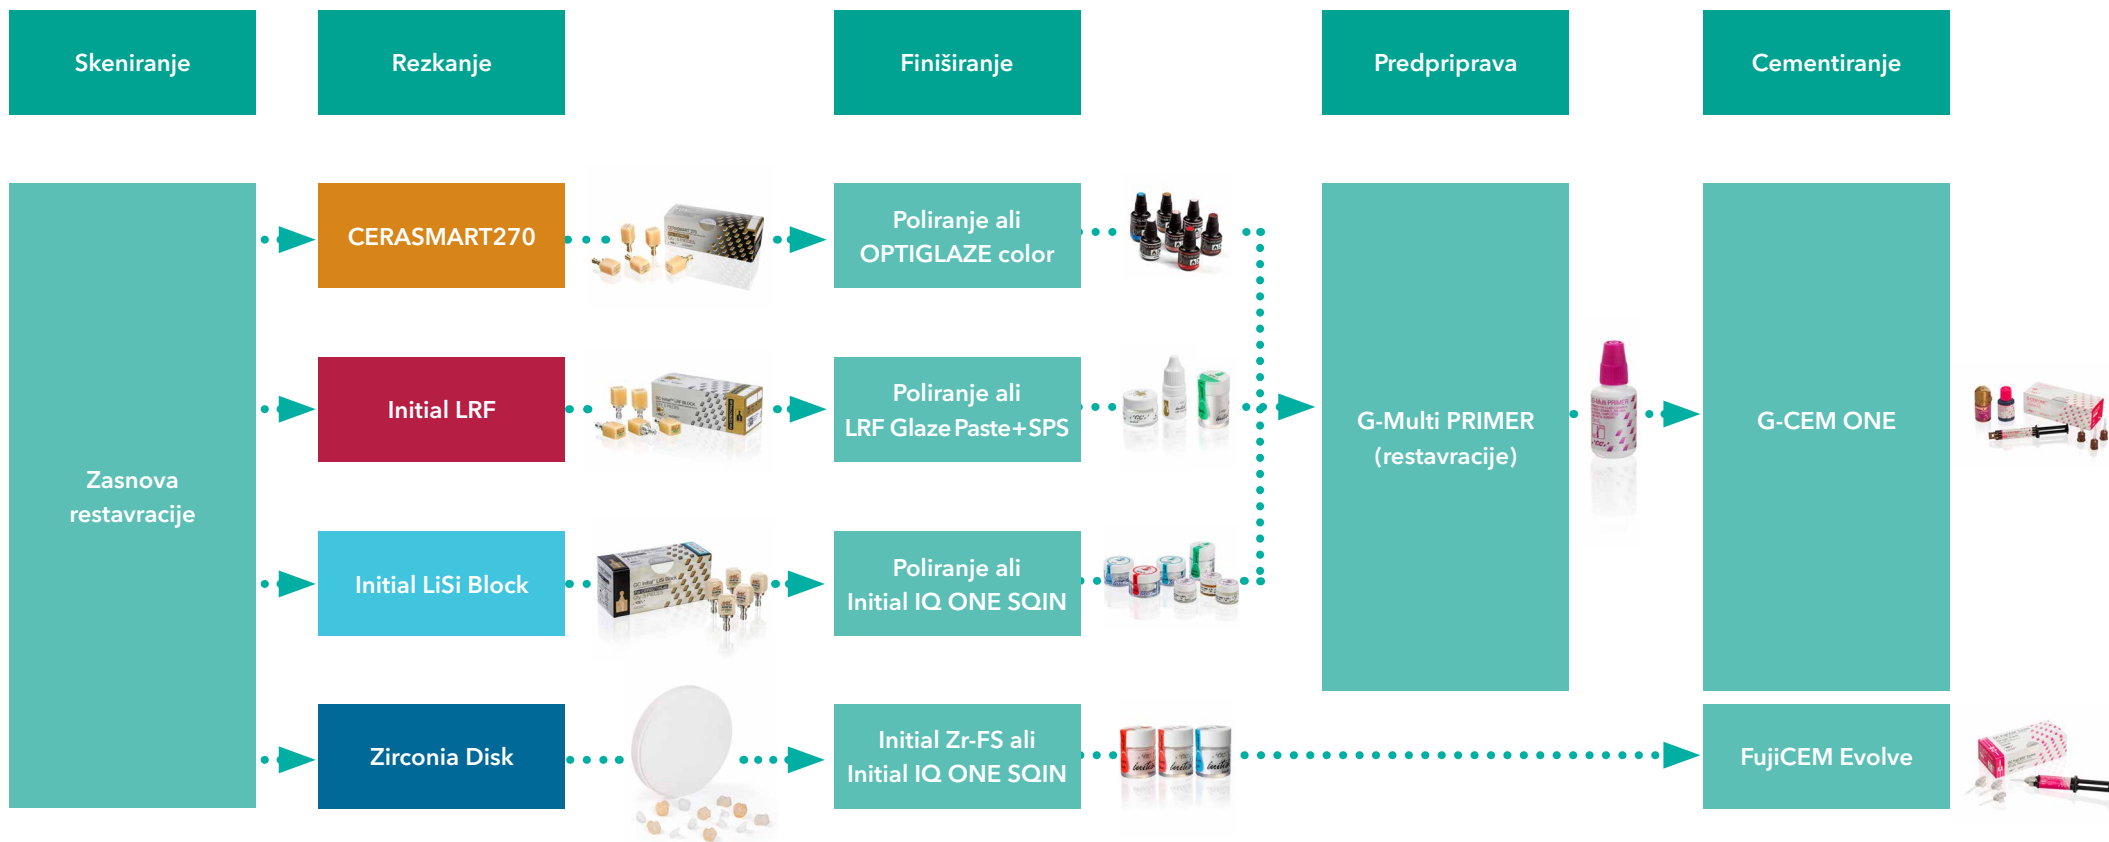 Skeniranje
Rezkanje
Finiširanje
Predpriprava
Cementiranje
Zasnova
restavracije
CERASMART270
Poliranje ali
OPTIGLAZE color
Initial LRF
Poliranje ali
LRF Glaze Paste+SPS
Initial LiSi Block
Poliranje ali
Initial IQ ONE SQIN
Zirconia Disk
Initial Zr-FS ali
Initial IQ ONE SQIN
G-Multi PRIMER
(restavracije)
G-Multi PRIMER
G-CEM ONE
FujiCEM Evolve